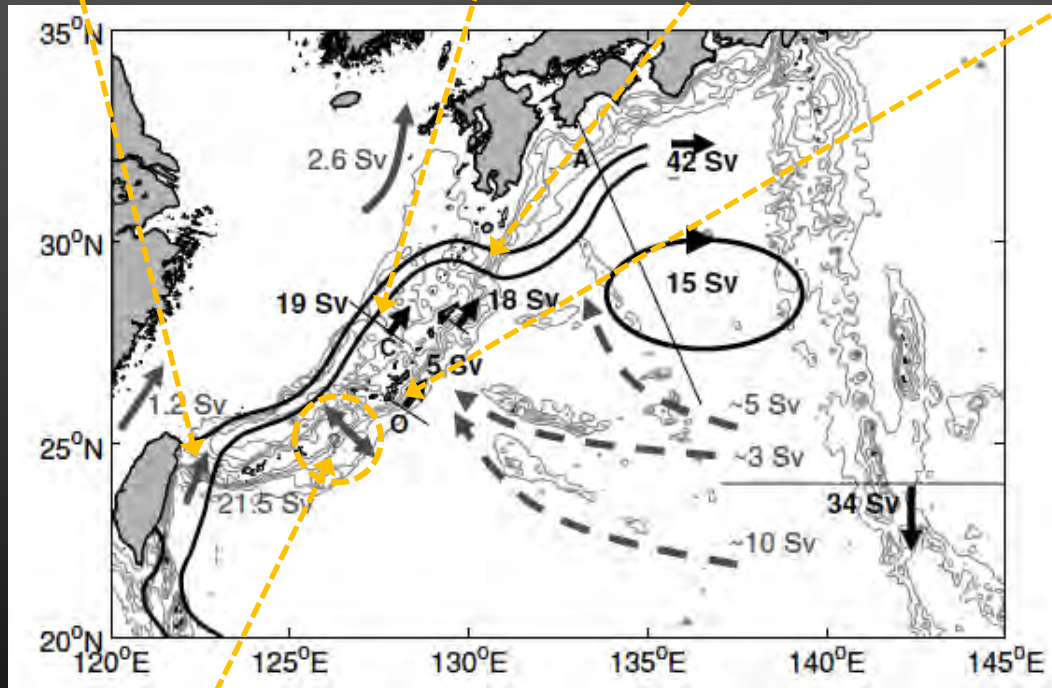 35°N
2.6 Sv
A
42 Sv
30°N
15 Sv
19 Sv
18 Sv
C
5 Sv
1.2 Sv
~5 Sv
O
25°N
~3 Sv
21.5 Sv
34 Sv
~10 Sv
20°N
120°E 125°E 130°E 135°E 140°E 145°E